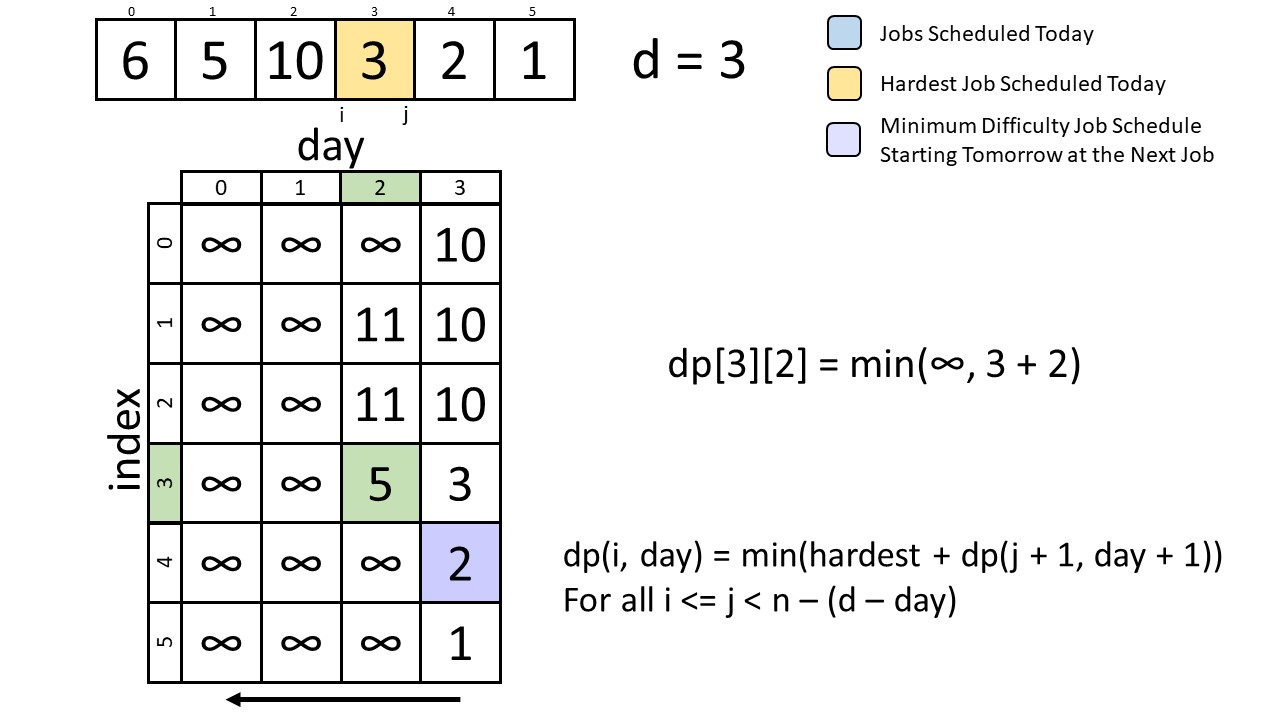 0 1 2 3 4 5
6 5 10 3 2 1
i j
d = 3
Jobs Scheduled Today
Hardest Job Scheduled Today
Minimum Difficulty Job Schedule
Starting Tomorrow at the Next Job
day
0 1 2 3
index
0 ∞ ∞ ∞ 10
1 ∞ ∞ 11 10
2 ∞ ∞ 11 10
3 ∞ ∞ 5 3
4 ∞ ∞ ∞ 2
5 ∞ ∞ ∞ 1
dp[3][2] = min(∞, 3 + 2)
dp(i, day) = min(hardest + dp(j + 1, day + 1))
For all i <= j < n – (d – day)